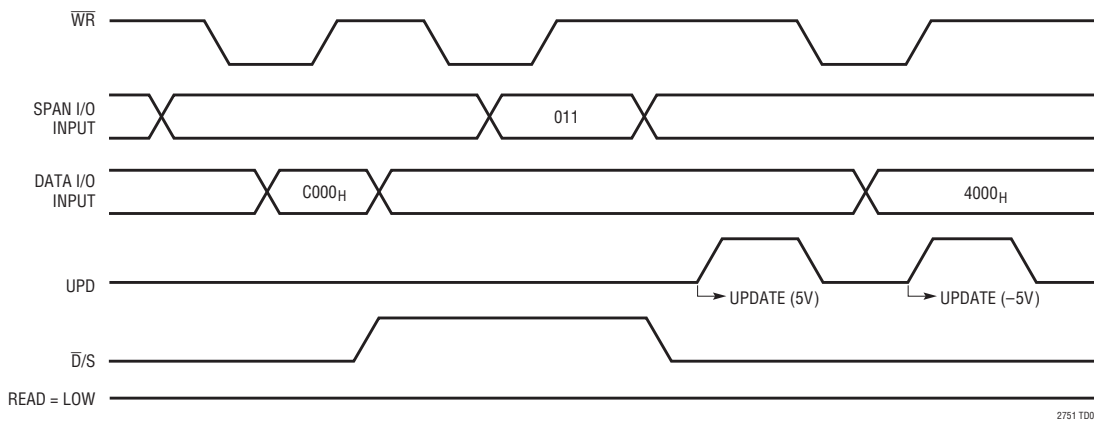 WR
SPAN I/O
INPUT
011
DATA I/O
INPUT
C000H
4000H
UPD
UPDATE (5V)
UPDATE (–5V)
D/S
READ = LOW
2751 TD0